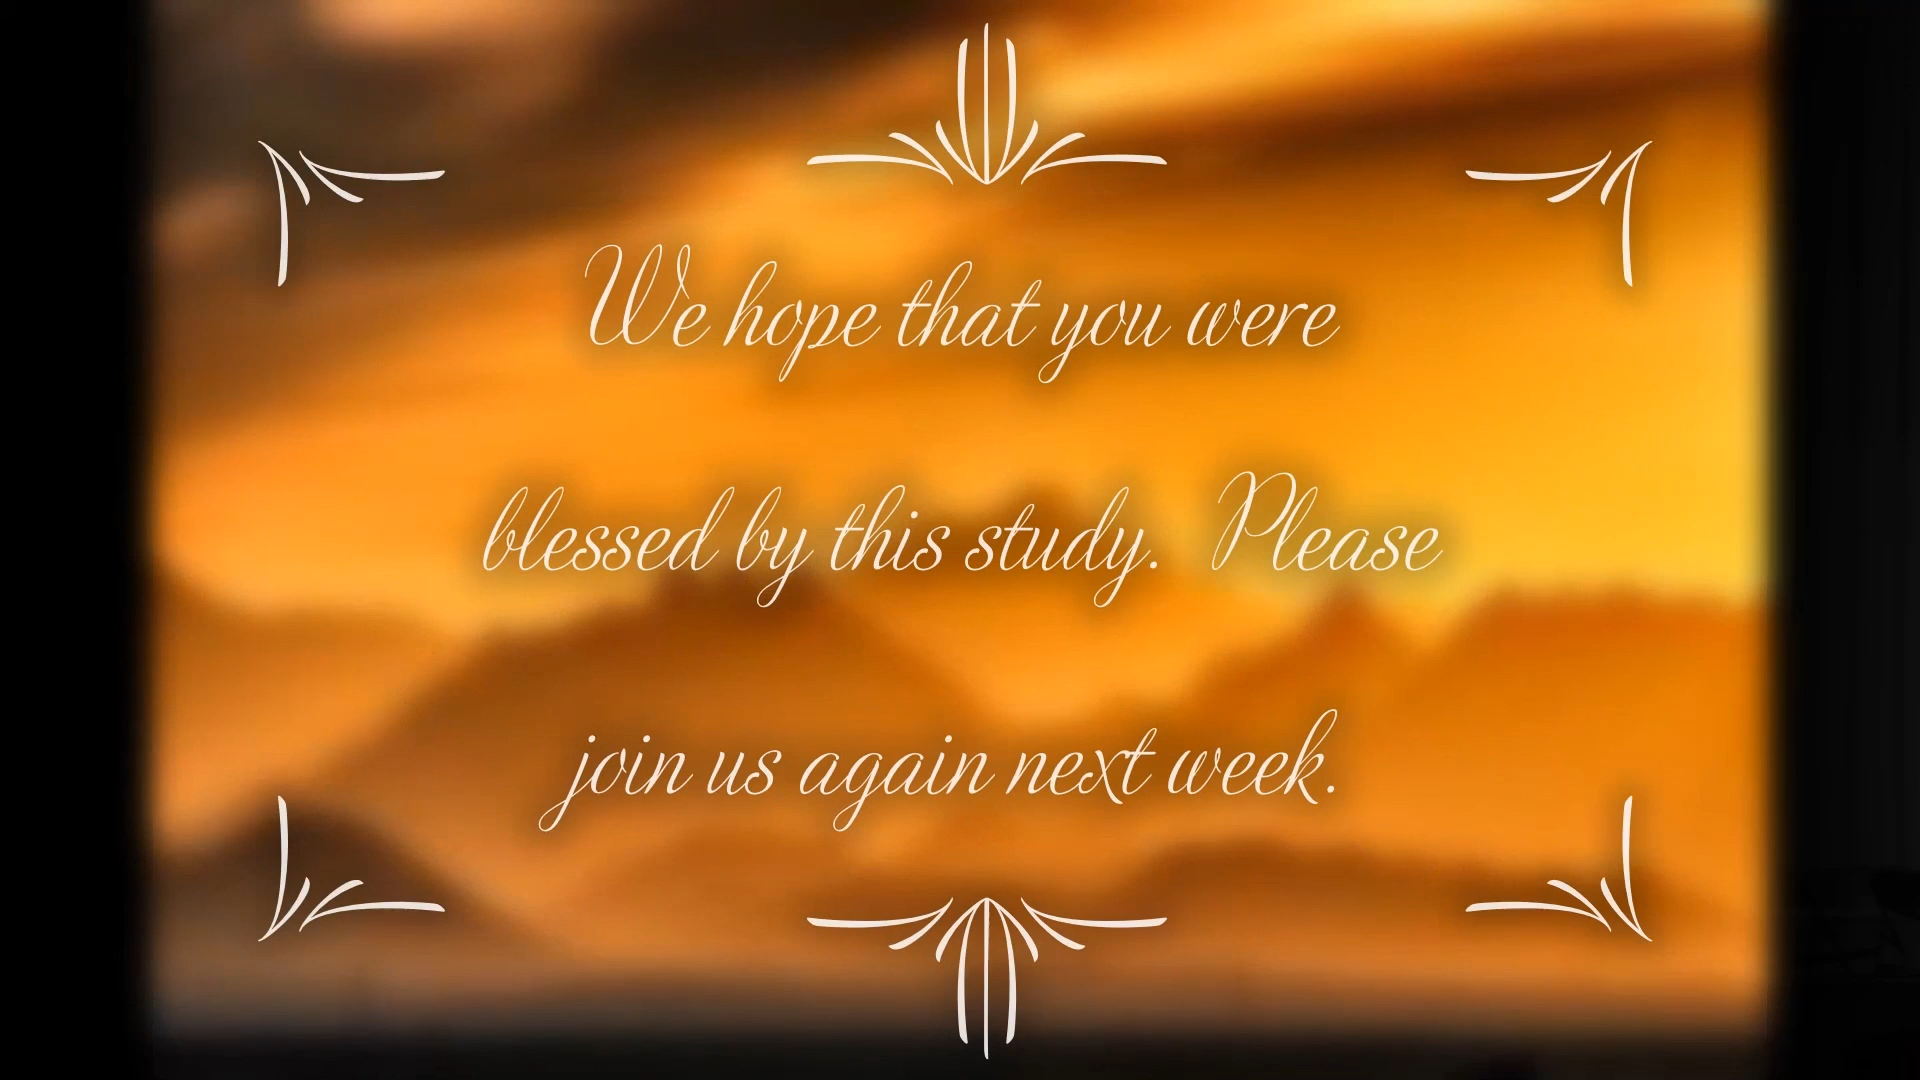 We hope that you were
blessed by this study.  Please
join us again next week.